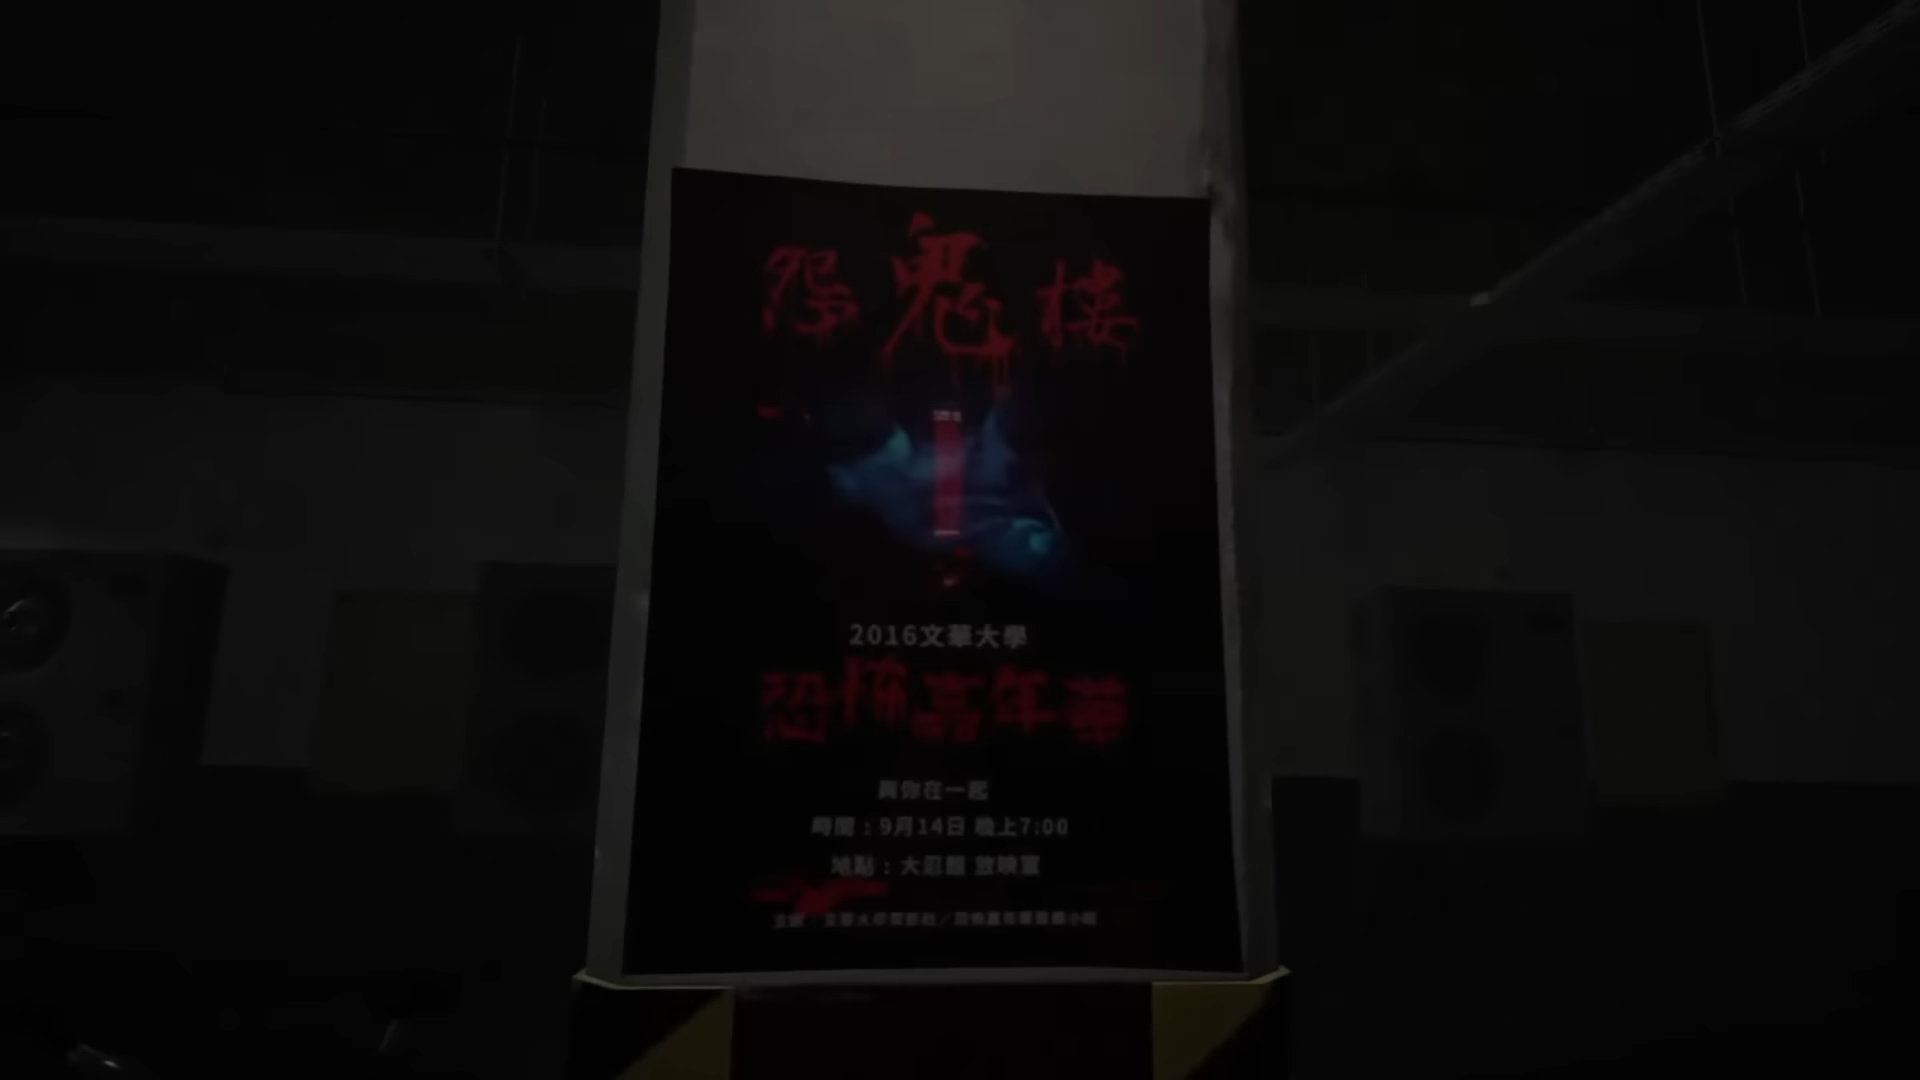 怨鬼樓
2016文華大學
恐怖嘉年華
與你在一起
時間：9月14日 晚上7:00
地點：大忍館 放映室